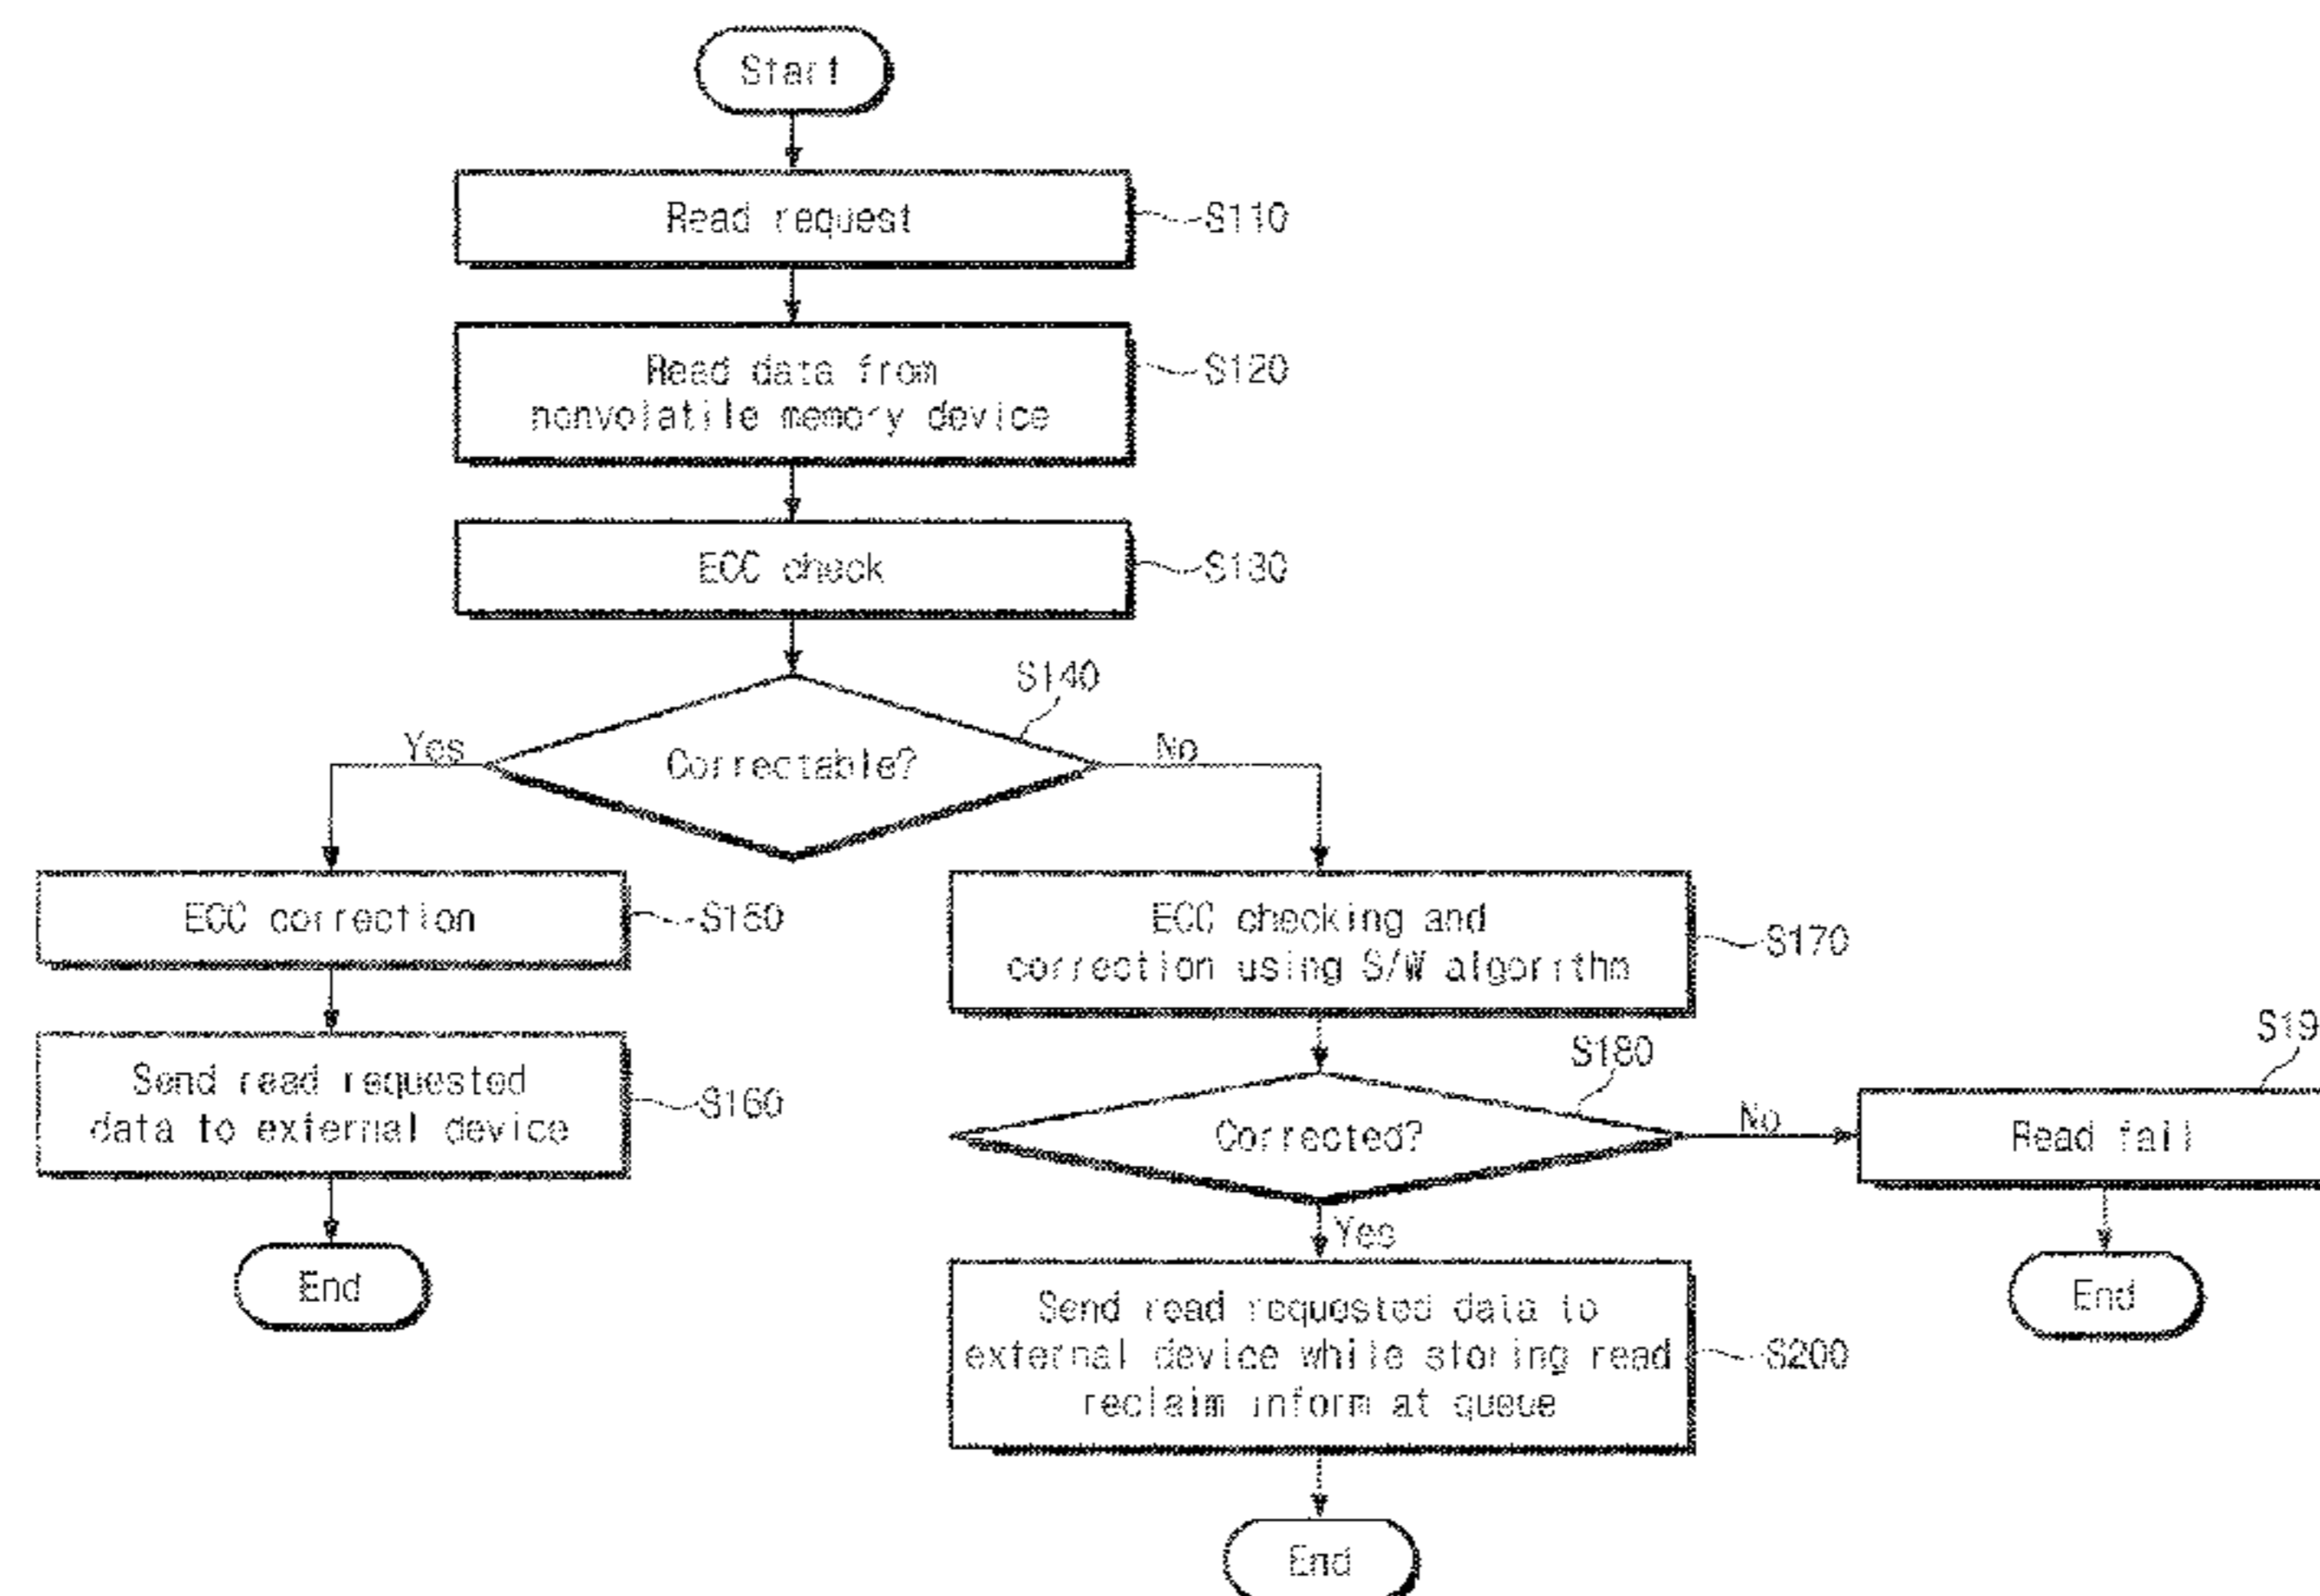 Start
Read request
S110
Read data from
nonvolatile memory device
S120
ECC check
S130
S140
Correctable?
Yes
No
ECC correction
S150
ECC checking and
correction using S/W algorithm
S170
Send read requested
data to external device
S160
S180
Corrected?
No
Yes
S19
Read fail
End
End
Send read requested data to
external device while storing read
reclaim inform at queue
S200
End